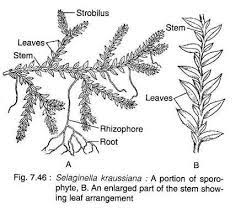 Strobilus
Stem
Leaves
Stem
Leaves
Rhizophore
Root
A
B
Fig. 7.46 : Selaginella kraussiana : A portion of sporo-
phyte, B. An enlarged part of the stem show-
ing leaf arrangement